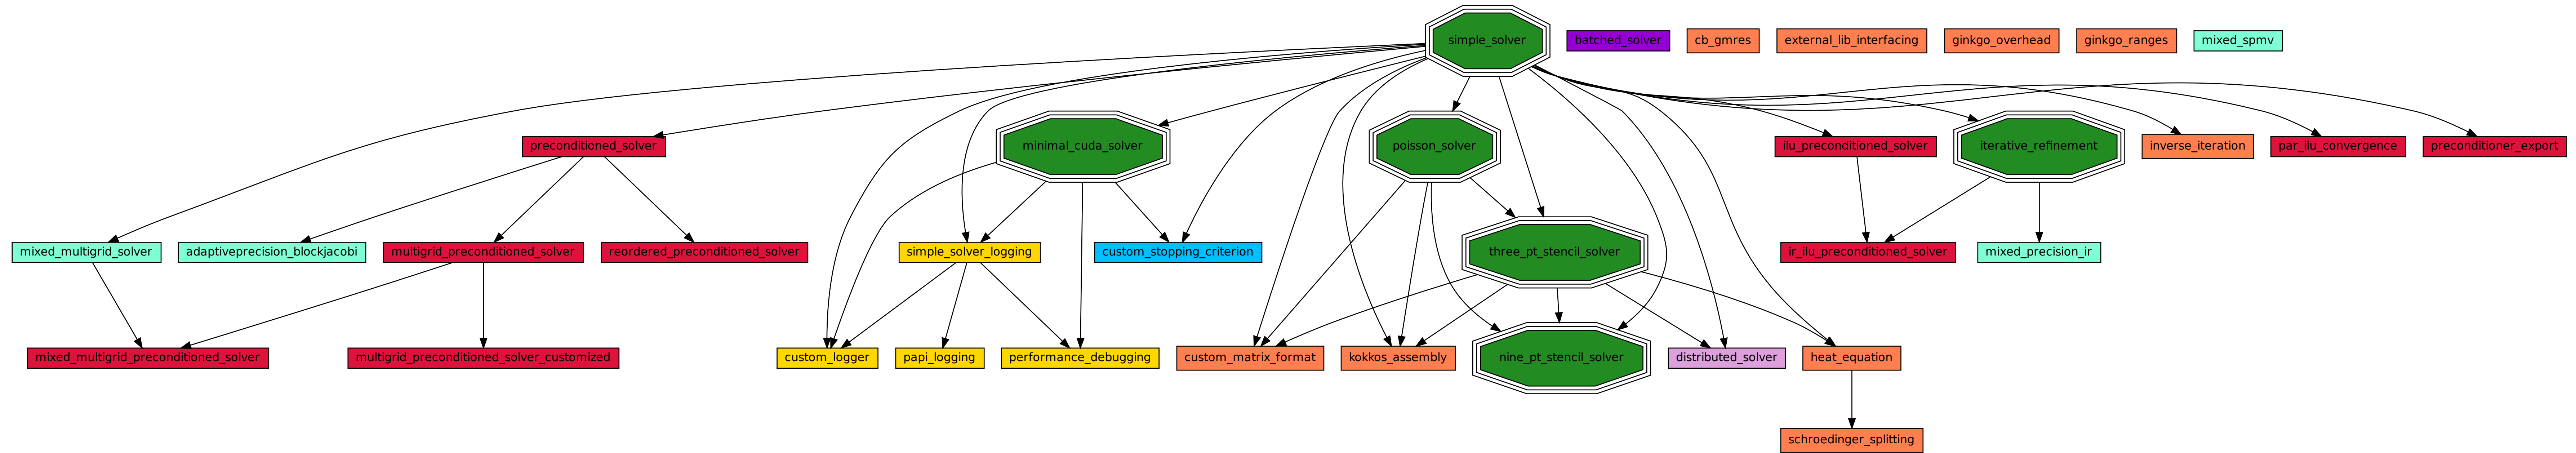 simple_solver
batched_solver
cb_gmres
external_lib_interfacing
ginkgo_overhead
ginkgo_ranges
mixed_spmv
preconditioned_solver
minimal_cuda_solver
poisson_solver
ilu_preconditioned_solver
iterative_refinement
inverse_iteration
par_ilu_convergence
preconditioner_export
mixed_multigrid_solver
adaptiveprecision_blockjacobi
multigrid_preconditioned_solver
reordered_preconditioned_solver
simple_solver_logging
custom_stopping_criterion
three_pt_stencil_solver
ir_ilu_preconditioned_solver
mixed_precision_ir
mixed_multigrid_preconditioned_solver
multigrid_preconditioned_solver_customized
custom_logger
papi_logging
performance_debugging
custom_matrix_format
kokkos_assembly
nine_pt_stencil_solver
distributed_solver
heat_equation
schroedinger_splitting